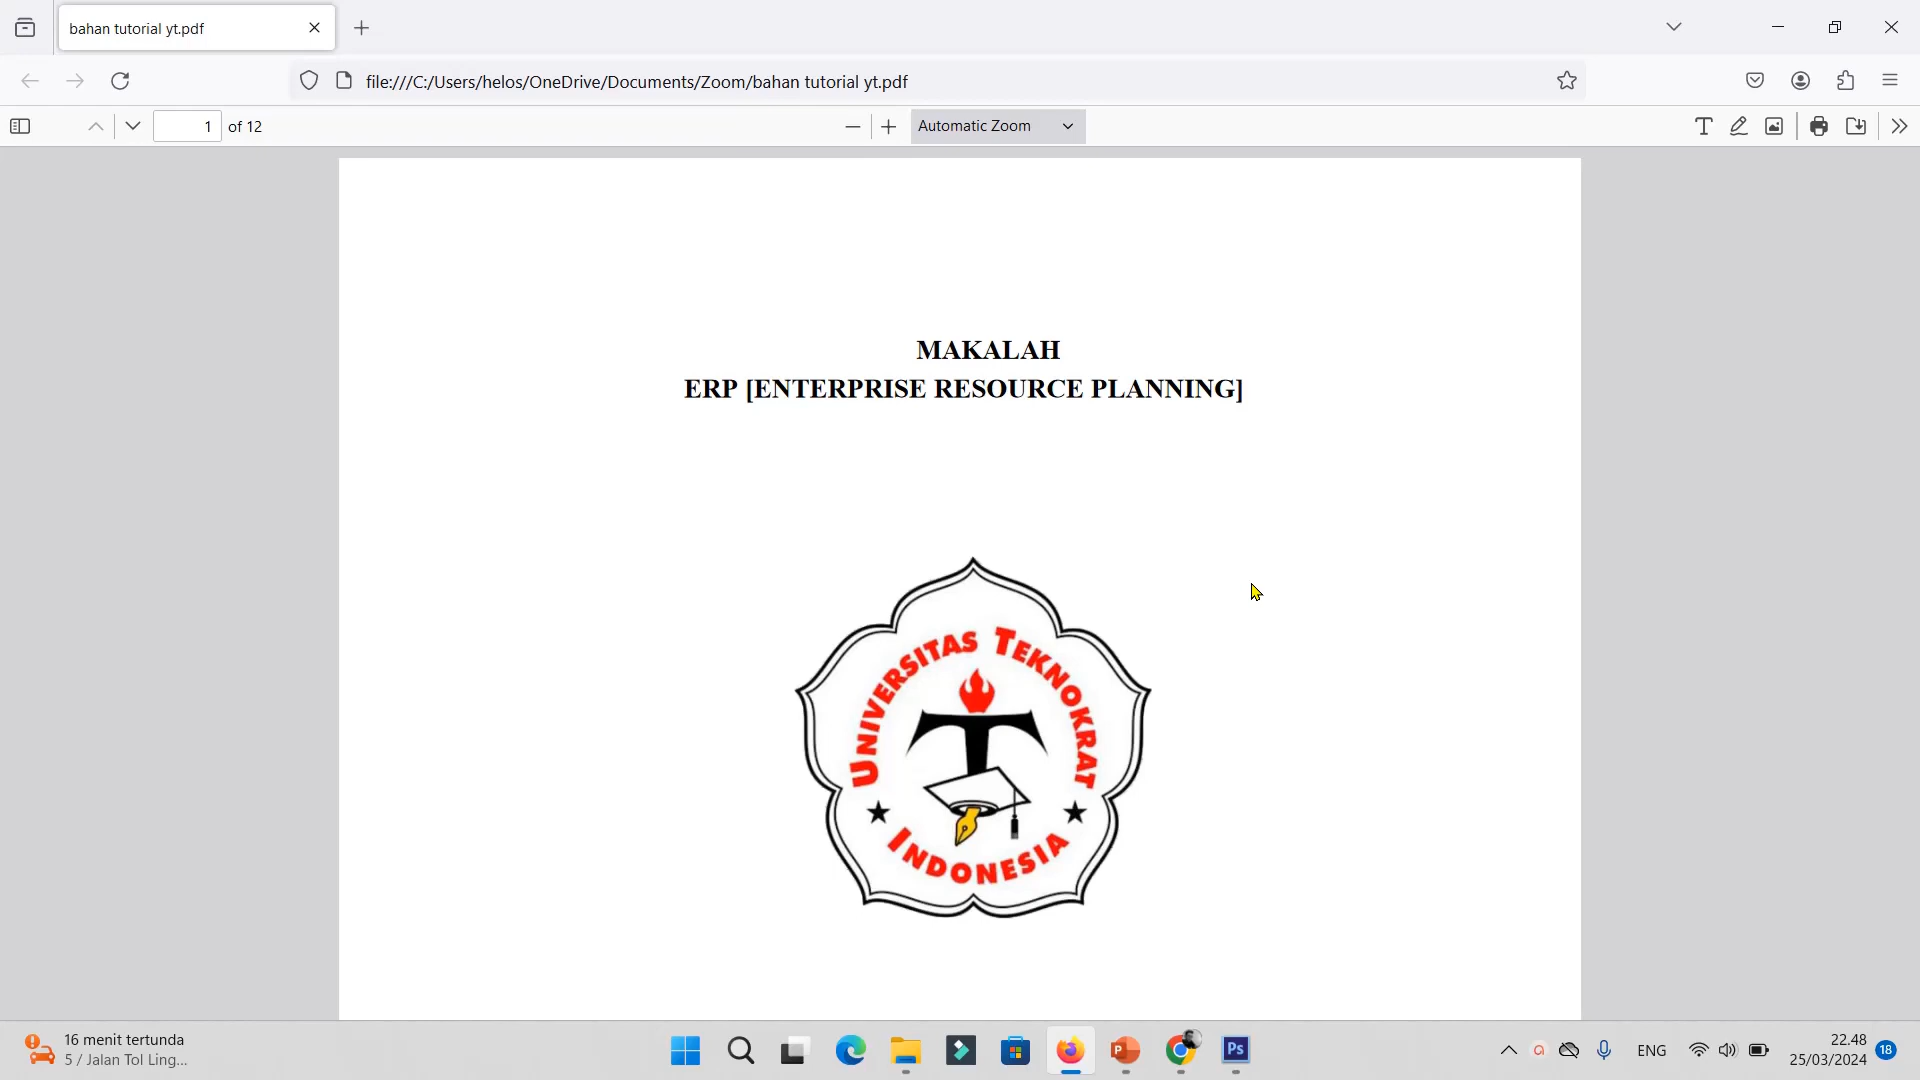 bahan tutorial yt.pdf
file:///C:/Users/helos/OneDrive/Documents/Zoom/bahan tutorial yt.pdf
1 of 12
Automatic Zoom
MAKALAH
ERP [ENTERPRISE RESOURCE PLANNING]
UNIVERSITAS TEKNOKRAT
INDONESIA
16 menit tertunda
5 / Jalan Tol Ling...
Ps
ENG
22.48
25/03/2024
18